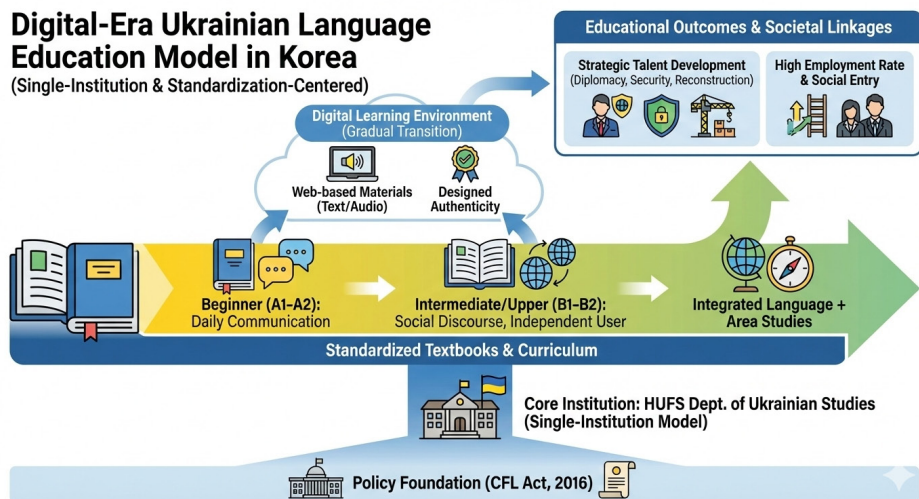 Digital-Era Ukrainian Language
Education Model in Korea
(Single-Institution & Standardization-Centered)
Digital Learning Environment
(Gradual Transition)
Web-based Materials
(Text/Audio)
Designed
Authenticity
Educational Outcomes & Societal Linkages
Strategic Talent Development
(Diplomacy, Security, Reconstruction)
High Employment Rate
& Social Entry
Beginner (A1–A2):
Daily Communication
Intermediate/Upper (B1–B2):
Social Discourse, Independent User
Integrated Language +
Area Studies
Standardized Textbooks & Curriculum
Core Institution: HUFS Dept. of Ukrainian Studies
(Single-Institution Model)
Policy Foundation (CFL Act, 2016)